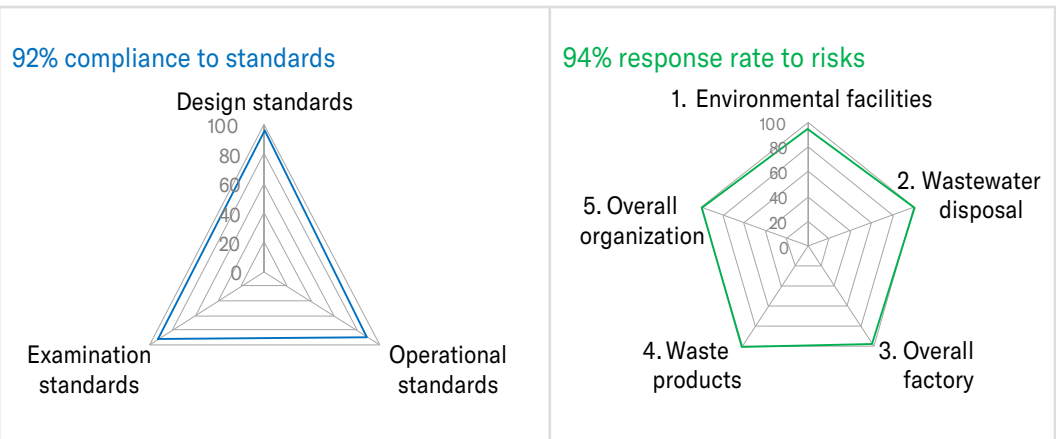 92% compliance to standards
Design standards
100
80
60
40
20
0
Examination
standards
Operational
standards
94% response rate to risks
1. Environmental facilities
100
80
60
40
20
0
2. Wastewater
disposal
5. Overall
organization
4. Waste
products
3. Overall
factory